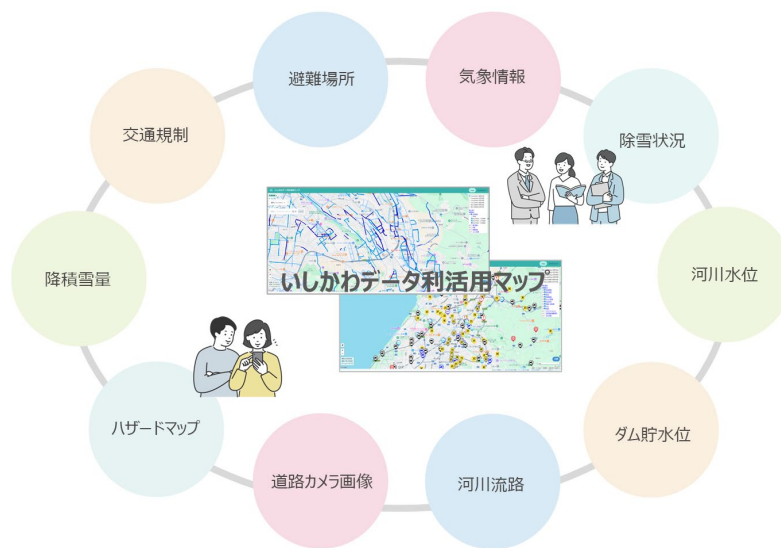 避難場所
気象情報
交通規制
除雪状況
降積雪量
いしかわデータ利活用マップ
河川水位
ハザードマップ
ダム貯水位
道路カメラ画像
河川流路